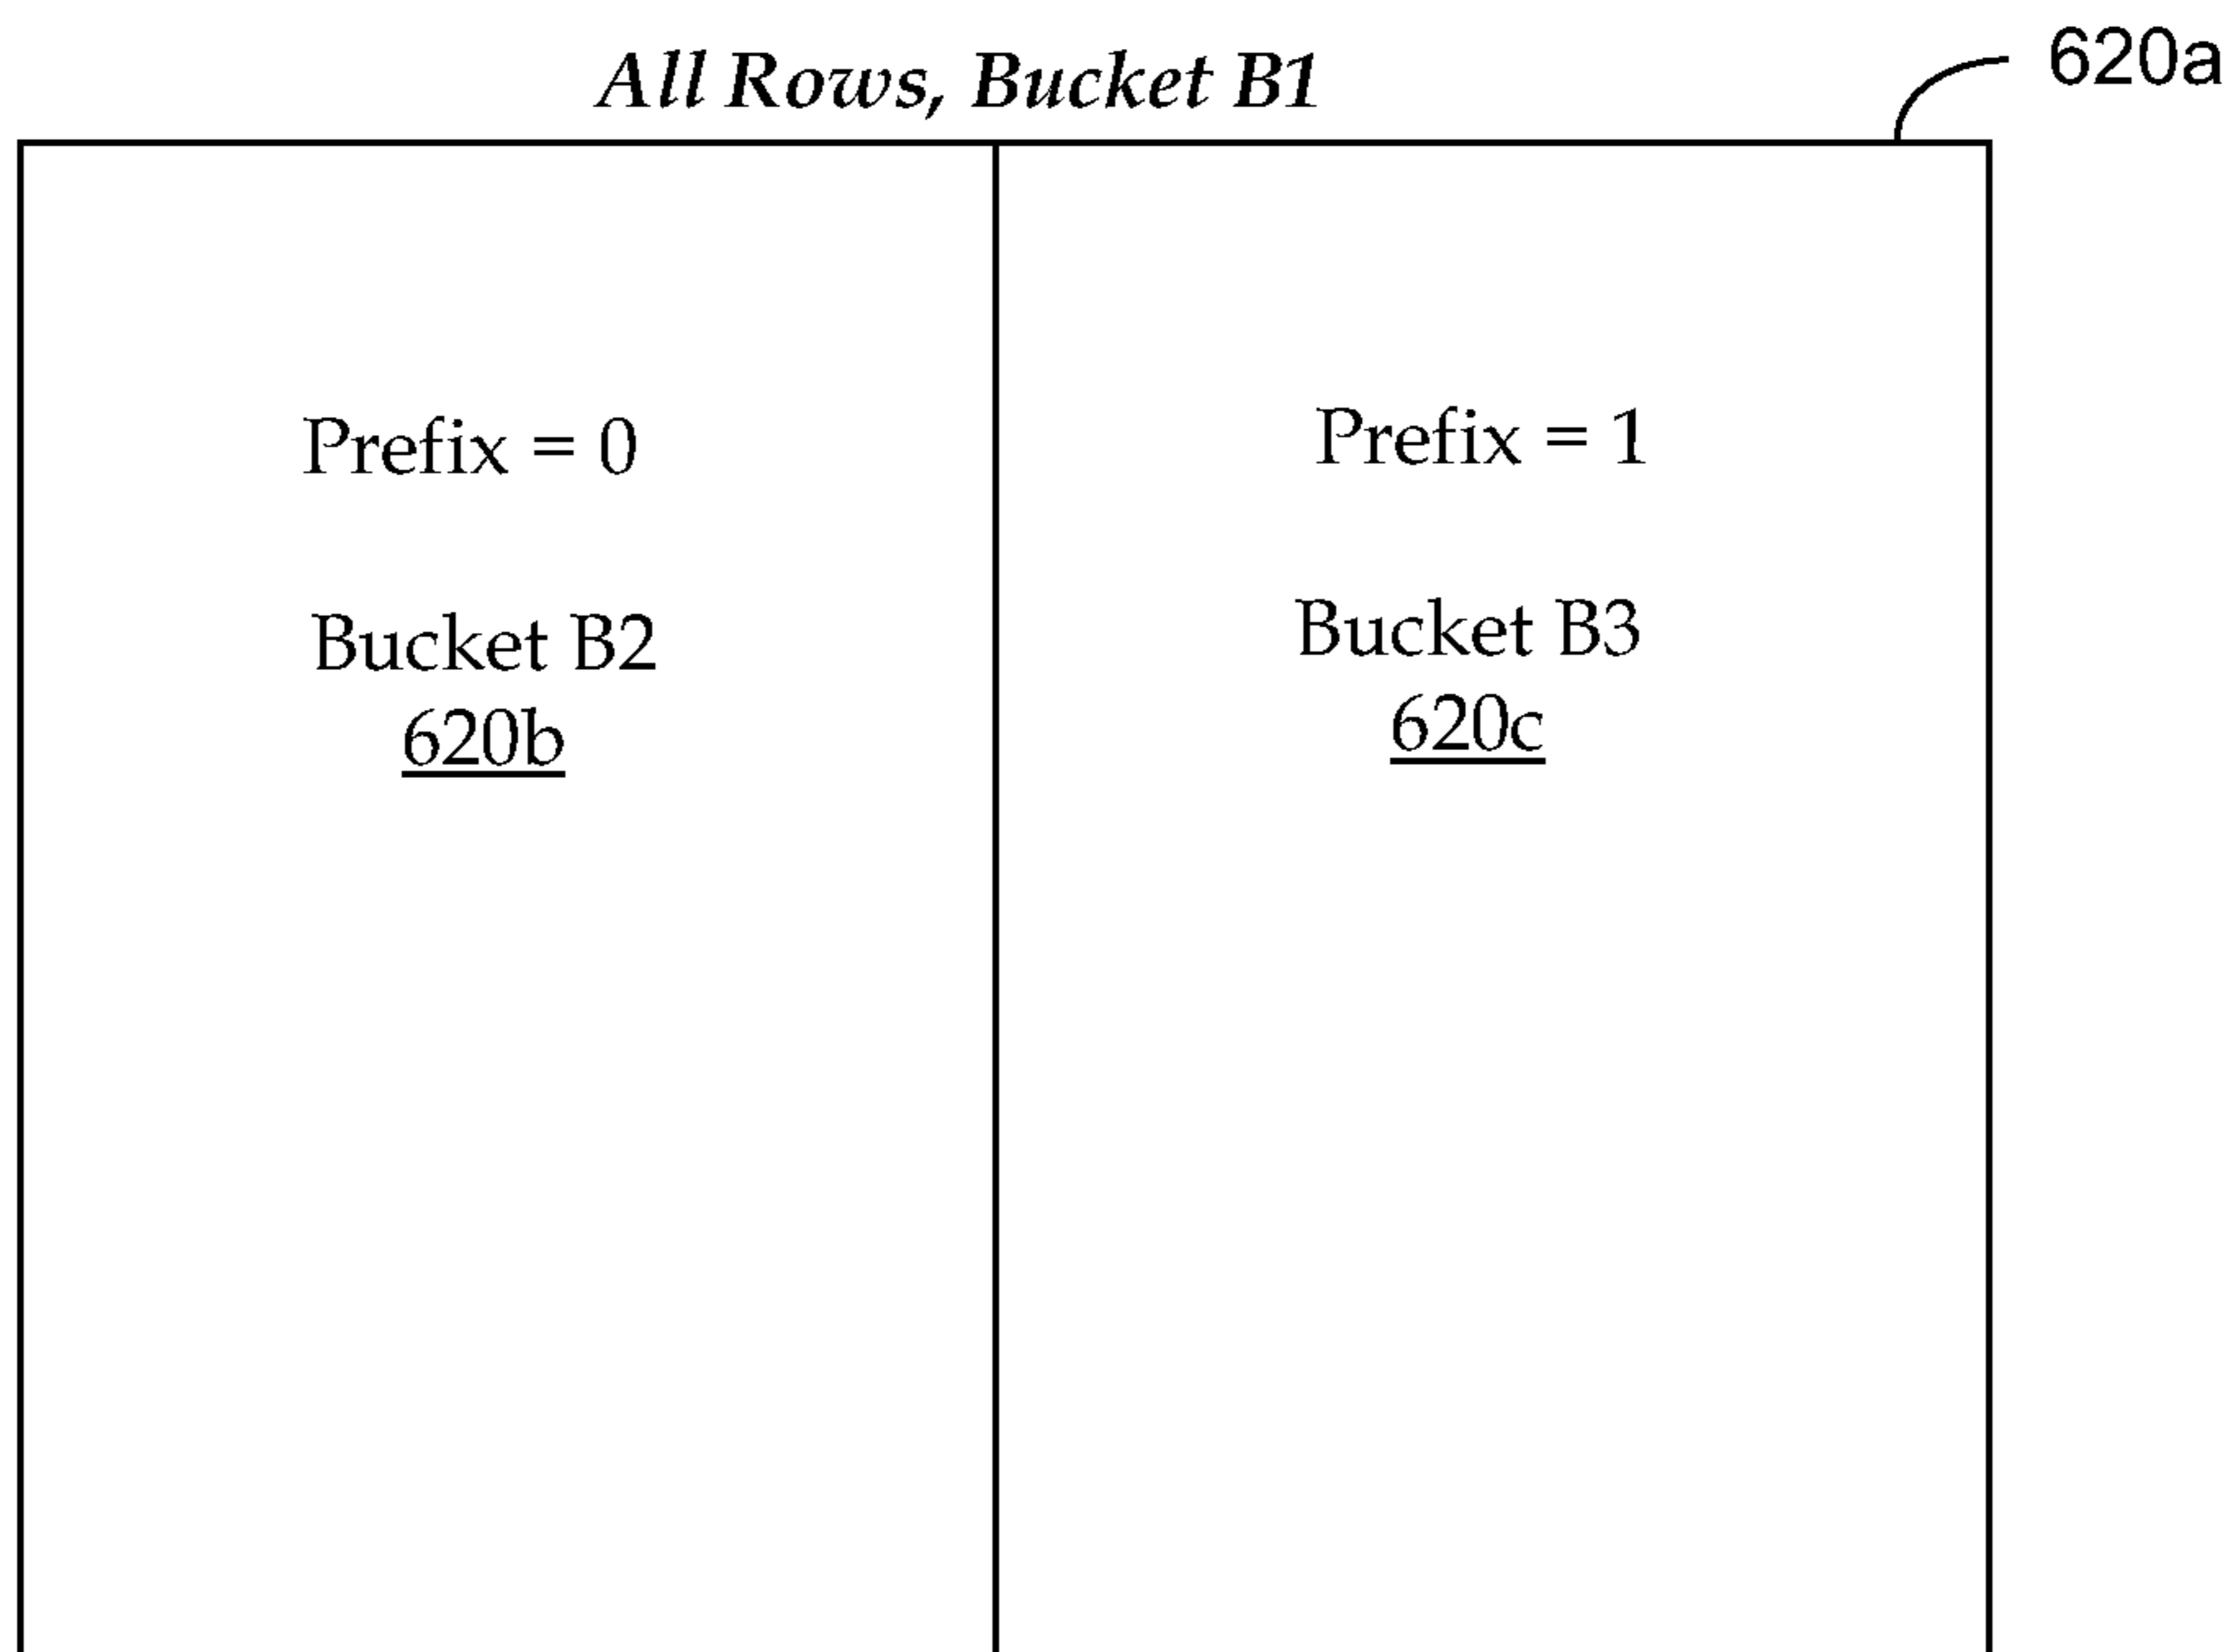 All Rows, Bucket B1
620a
Prefix = 0
Bucket B2
620b
Prefix = 1
Bucket B3
620c